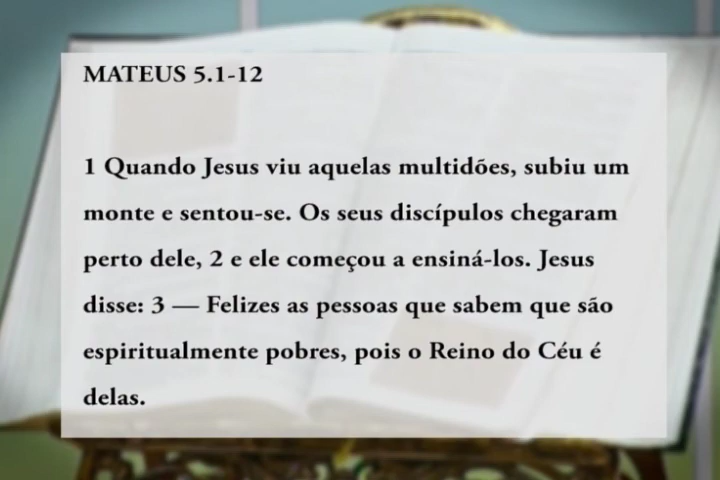 MATEUS 5.1-12
1 Quando Jesus viu aquelas multidões, subiu um
monte e sentou-se. Os seus discípulos chegaram
perto dele, 2 e ele começou a ensiná-los. Jesus
disse: 3 — Felizes as pessoas que sabem que são
espiritualmente pobres, pois o Reino do Céu é
delas.